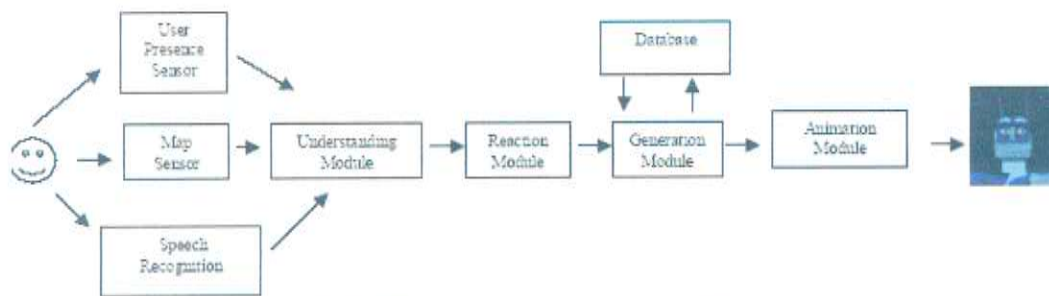 User
Presence
Sensor
Map
Sensor
Speech
Recognition
Understanding
Module
Reaction
Module
Database
Generation
Module
Animation
Module